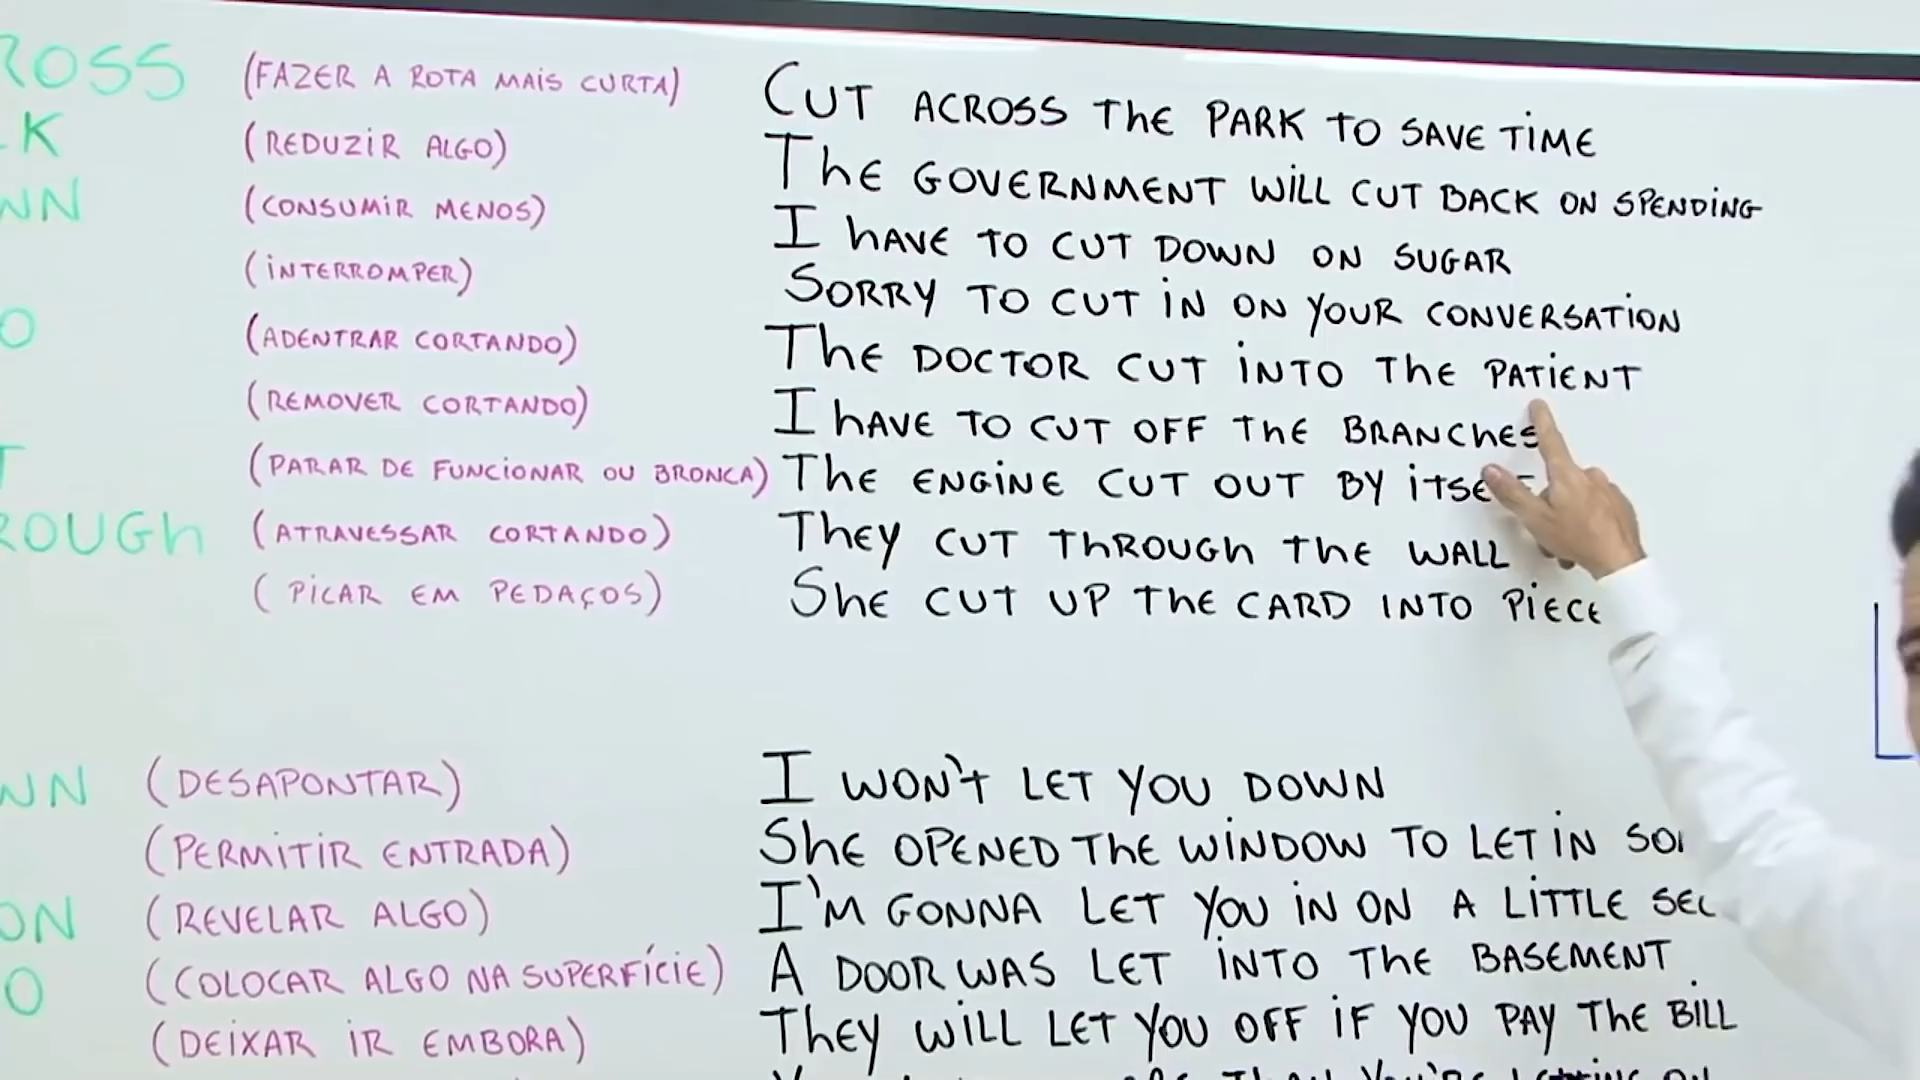 (FAZER A ROTA MAIS CURTA) CUT ACROSS THE PARK TO SAVE TIME
(REDUZIR ALGO) THE GOVERNMENT WILL CUT BACK ON SPENDING
(CONSUMIR MENOS) I HAVE TO CUT DOWN ON SUGAR
(INTERROMPER) SORRY TO CUT IN ON YOUR CONVERSATION
(ADENTRAR CORTANDO) THE DOCTOR CUT INTO THE PATIENT
(REMOVER CORTANDO) I HAVE TO CUT OFF THE BRANCHES
(PARAR DE FUNCIONAR OU BRONCA) THE ENGINE CUT OUT BY
ROUGH (ATRAVESSAR CORTANDO) THEY CUT THROUGH THE WALL
(PICAR EM PEDAÇOS) SHE CUT UP THE CARD INTO PIECE
(DESAPONTAR) I WON'T LET YOU DOWN
(PERMITIR ENTRADA) SHE OPENED THE WINDOW TO LET IN
ON (REVELAR ALGO) I'M GONNA LET YOU IN ON A LITTLE
(COLOCAR ALGO NA SUPERFÍCIE) A DOOR WAS LET INTO THE BASEMENT
(DEIXAR IR EMBORA) THEY WILL LET YOU OFF IF YOU PAY THE BILL